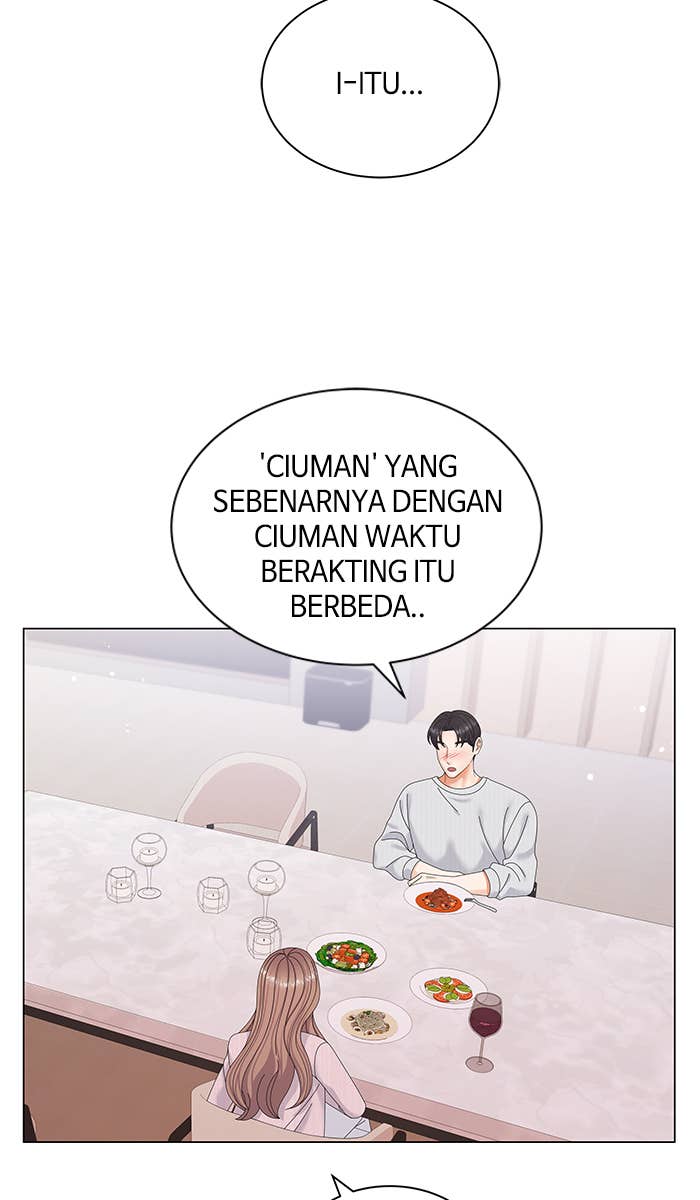 I-ITU...
'CIUMAN' YANG
SEBENARNYA DENGAN
CIUMAN WAKTU
BERAKTING ITU
BERBEDA..